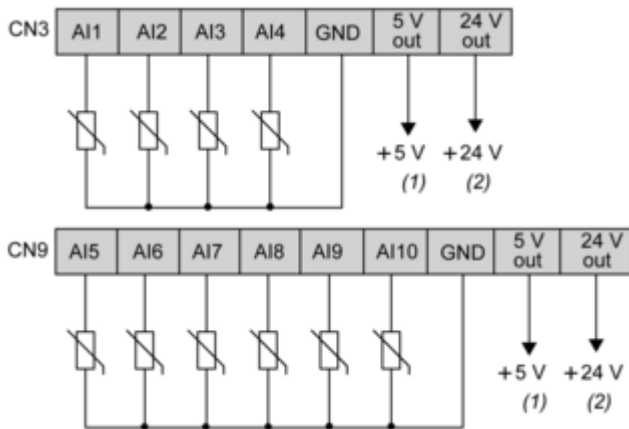 CN3 AI1 AI2 AI3 AI4 GND 5 V out 24 V out
+5 V +24 V
(1) (2)
CN9 AI5 AI6 AI7 AI8 AI9 AI10 GND 5 V out 24 V out
+5 V +24 V
(1) (2)